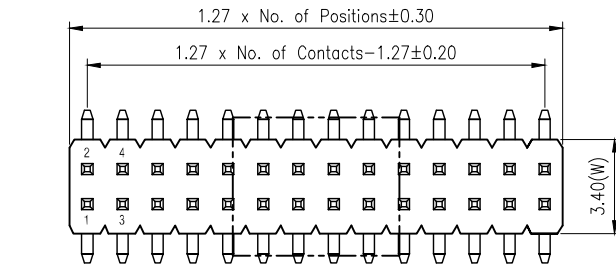 1.27 x No. of Positions±0.30
1.27 x No. of Contacts-1.27±0.20
2 4
1 3
3.40(W)